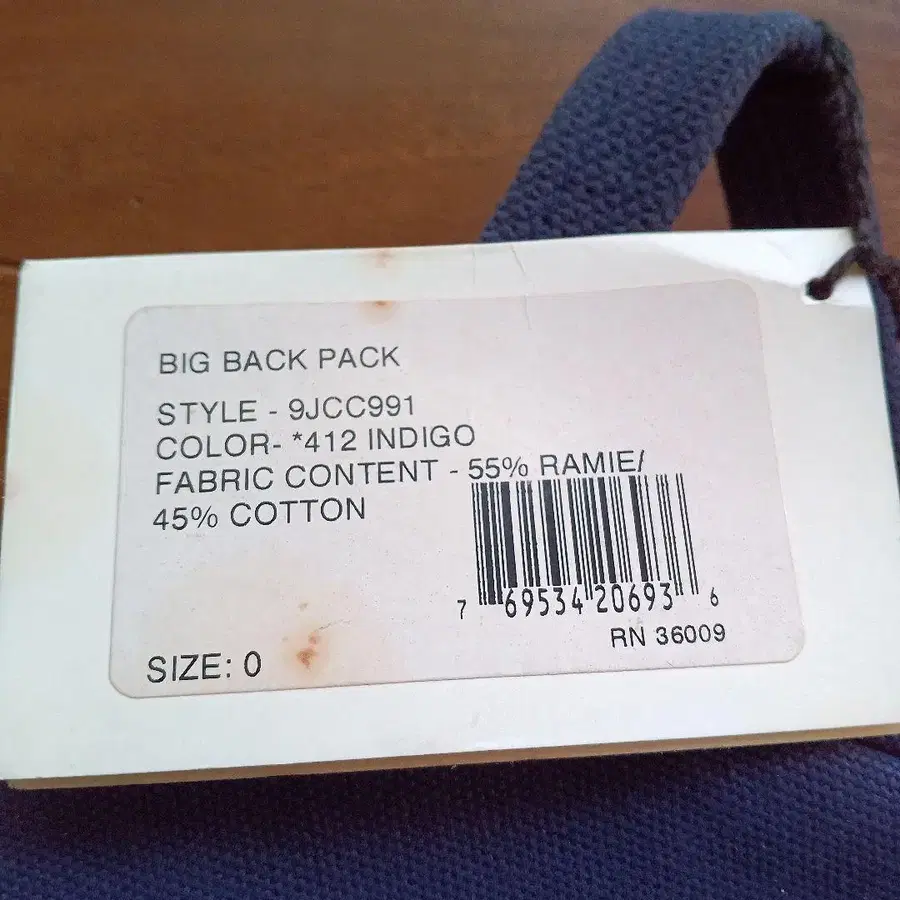 BIG BACK PACK
STYLE - 9JCC991
COLOR- *412 INDIGO
FABRIC CONTENT - 55% RAMIE/
45% COTTON
7 69534 20693 6
RN 36009
SIZE: 0